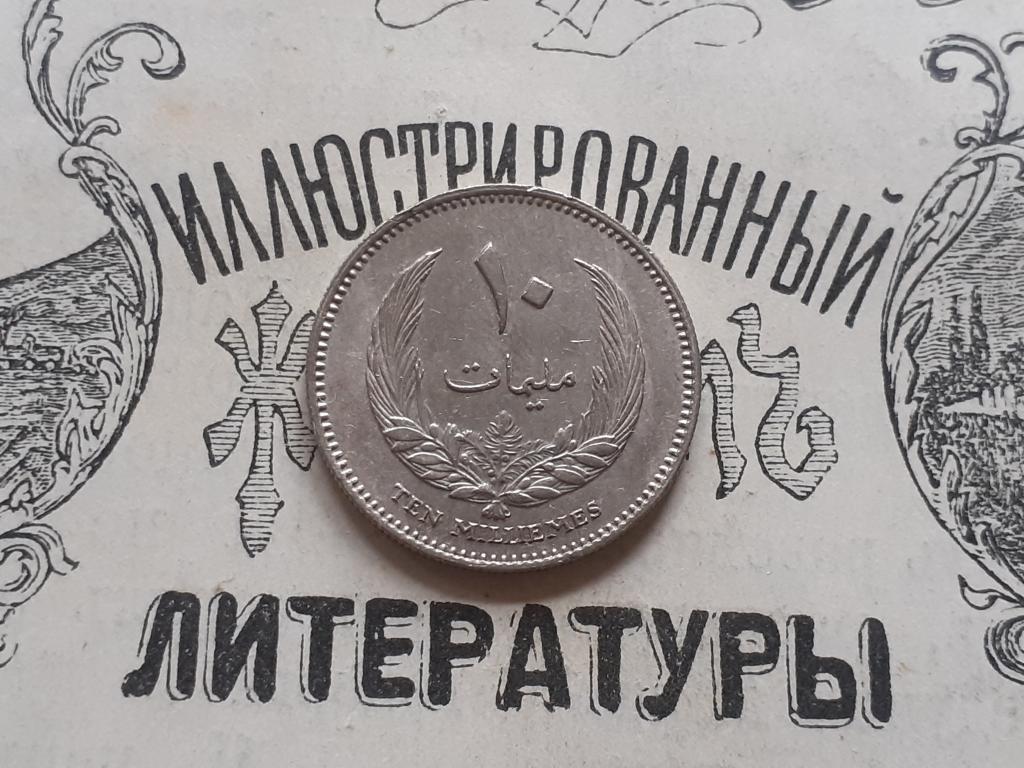 ИЛЛЮСТРИРОВАННЫЙ
١٠
مليمات
TEN MILLIEMES
ЛИТЕРАТУРЫ